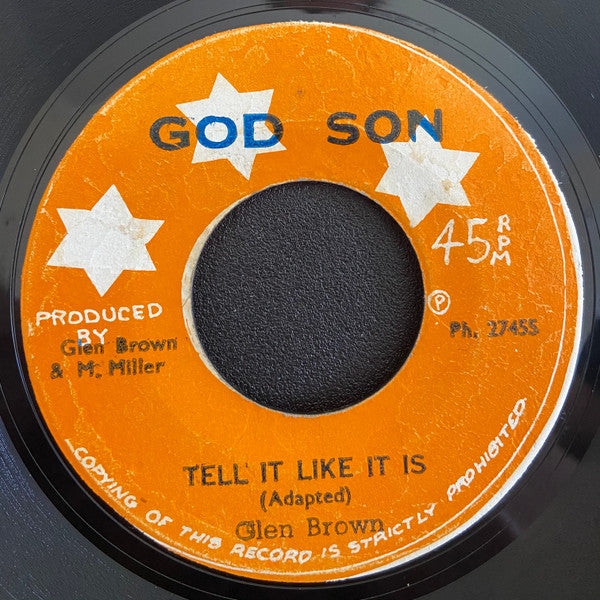 GOD SON
45 RPM
℗
Ph. 27455
PRODUCED
BY
Glen Brown
& M. Miller
TELL IT LIKE IT IS
(Adapted)
Glen Brown
COPYING OF THIS RECORD IS STRICTLY PROHIBITED.